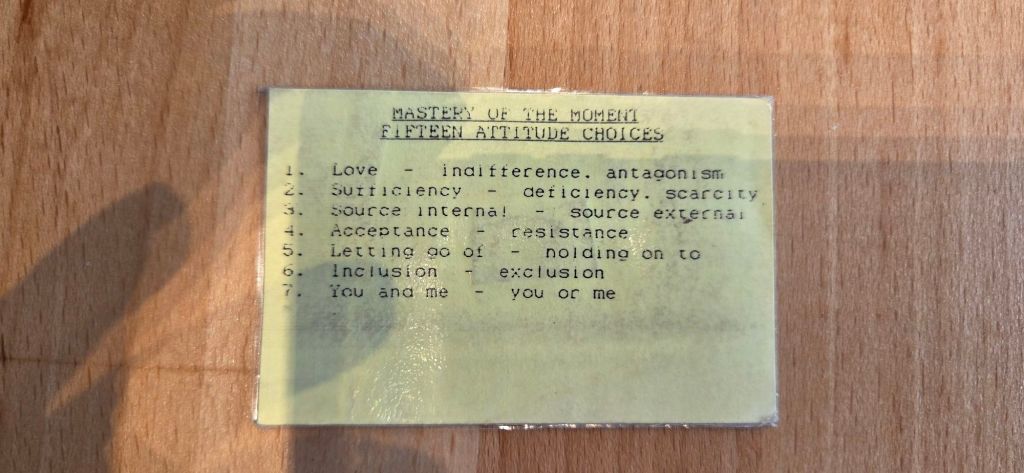 MASTERY OF THE MOMENT
FIFTEEN ATTITUDE CHOICES
1. Love - indifference, antagonism
2. Sufficiency - deficiency, scarcity
3. Source internal - source external
4. Acceptance - resistance
5. Letting go of - holding on to
6. Inclusion - exclusion
7. You and me - you or me